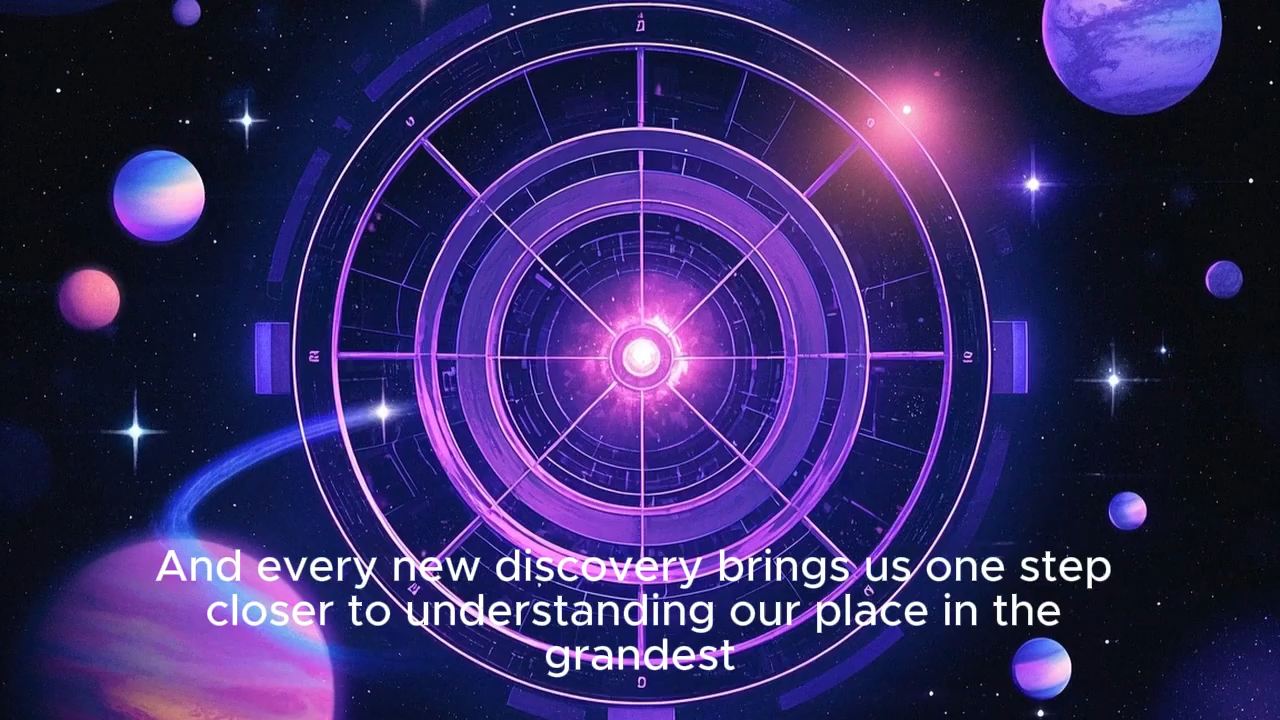 And every new discovery brings us one step
closer to understanding our place in the
grandest